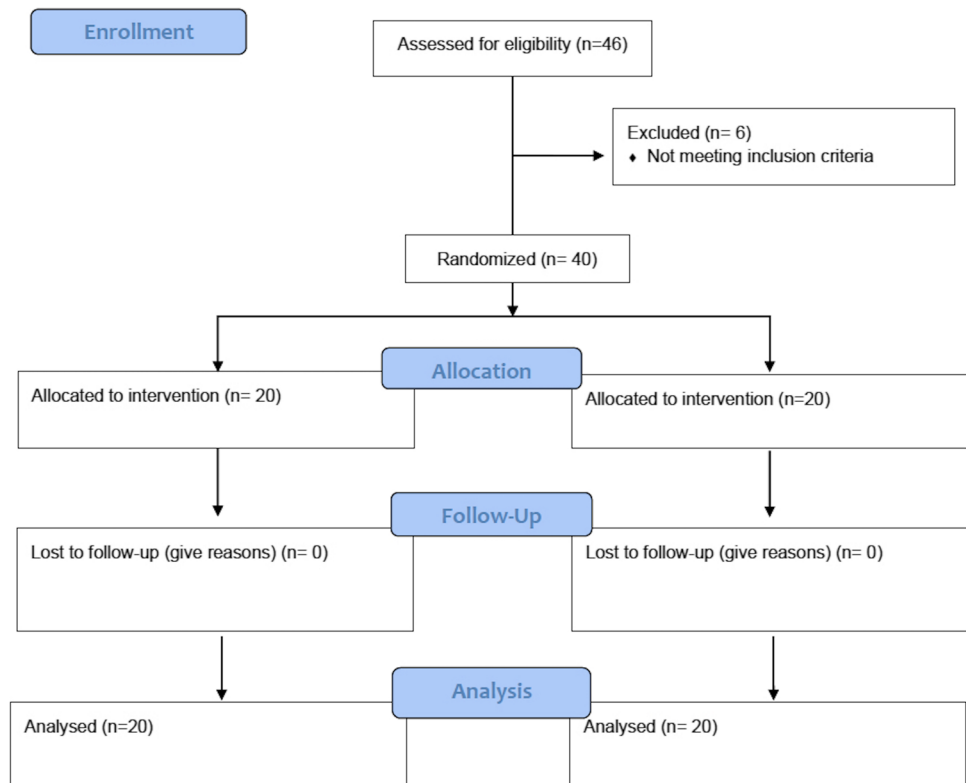 Enrollment
Assessed for eligibility (n=46)
Excluded (n= 6)
♦ Not meeting inclusion criteria
Randomized (n= 40)
Allocation
Allocated to intervention (n= 20)
Allocated to intervention (n=20)
Follow-Up
Lost to follow-up (give reasons) (n= 0)
Lost to follow-up (give reasons) (n= 0)
Analysis
Analysed (n=20)
Analysed (n= 20)